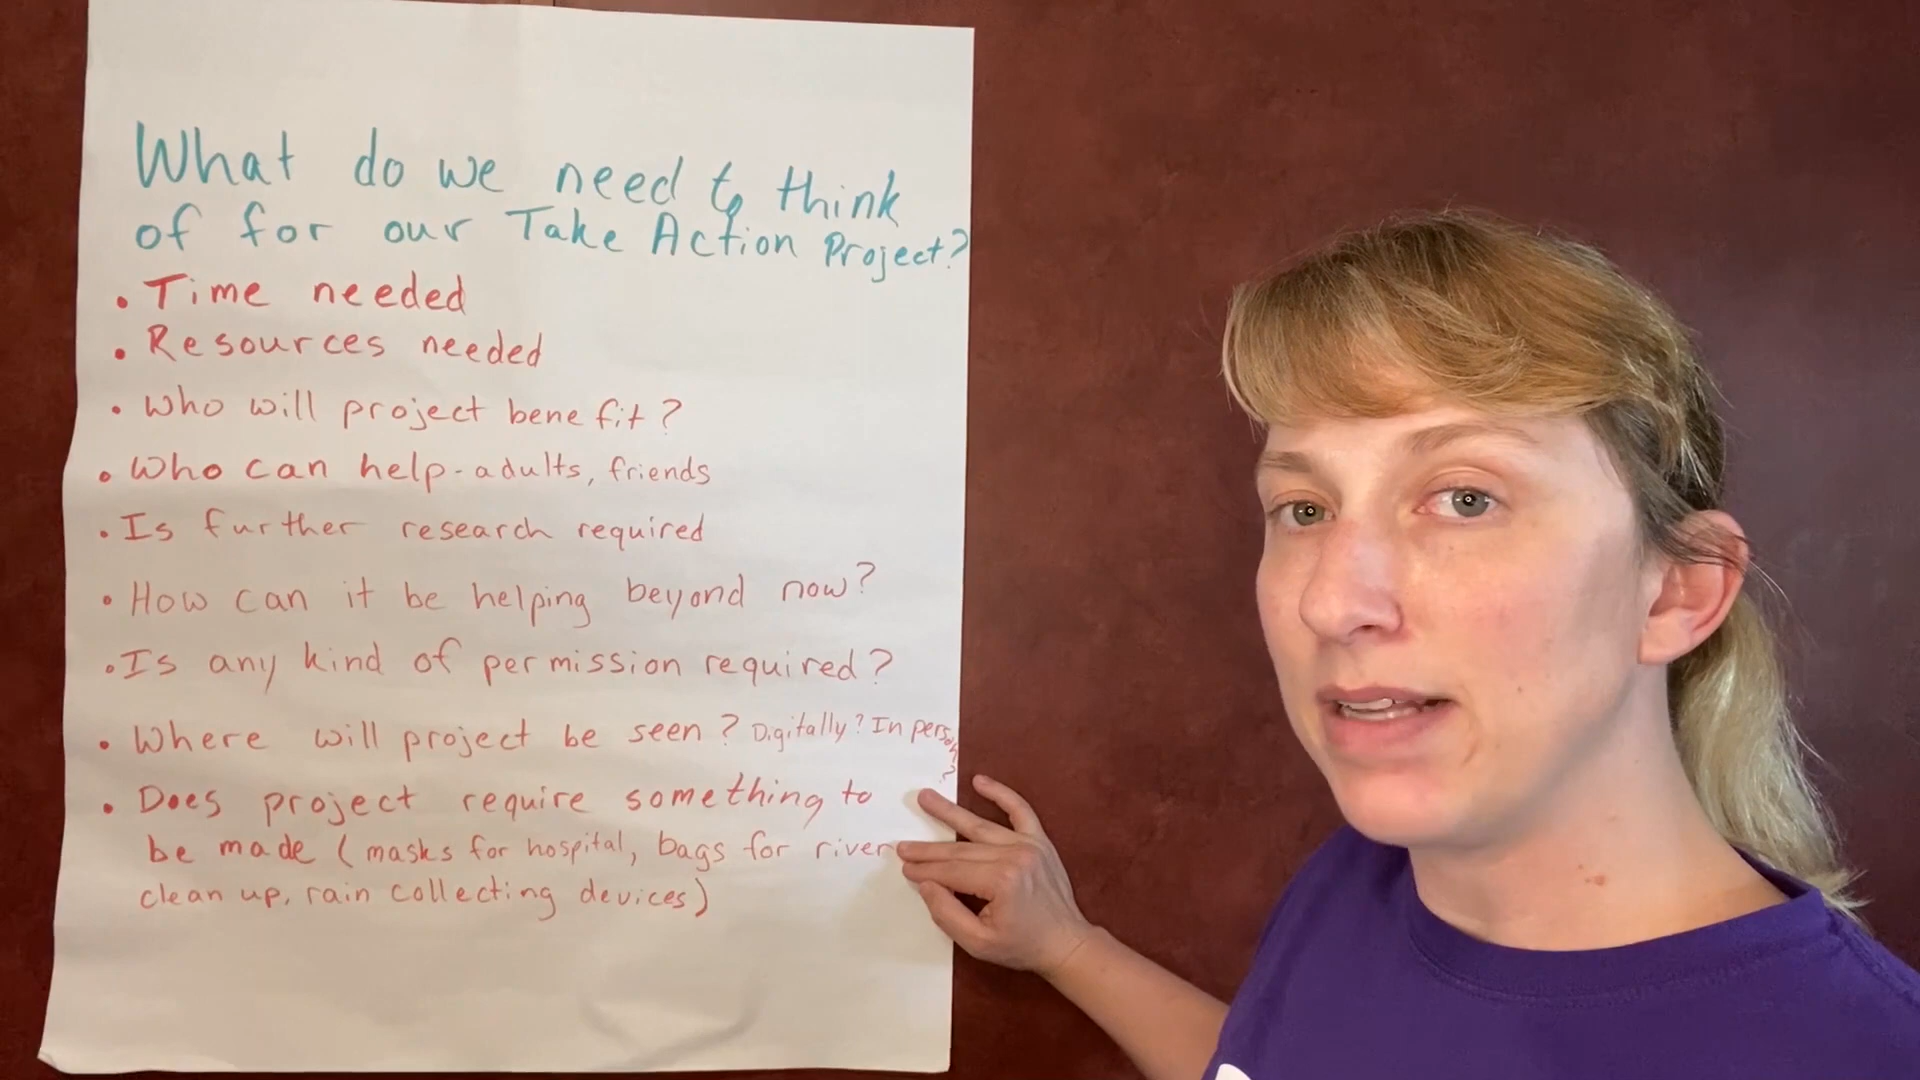 What do we need to think
of for our Take Action Project?
• Time needed
• Resources needed
• Who will project benefit?
• Who can help - adults, friends
• Is further research required
• How can it be helping beyond now?
• Is any kind of permission required?
• Where will project be seen? Digitally? In person?
• Does project require something to
be made (masks for hospital, bags for river
clean up, rain collecting devices)